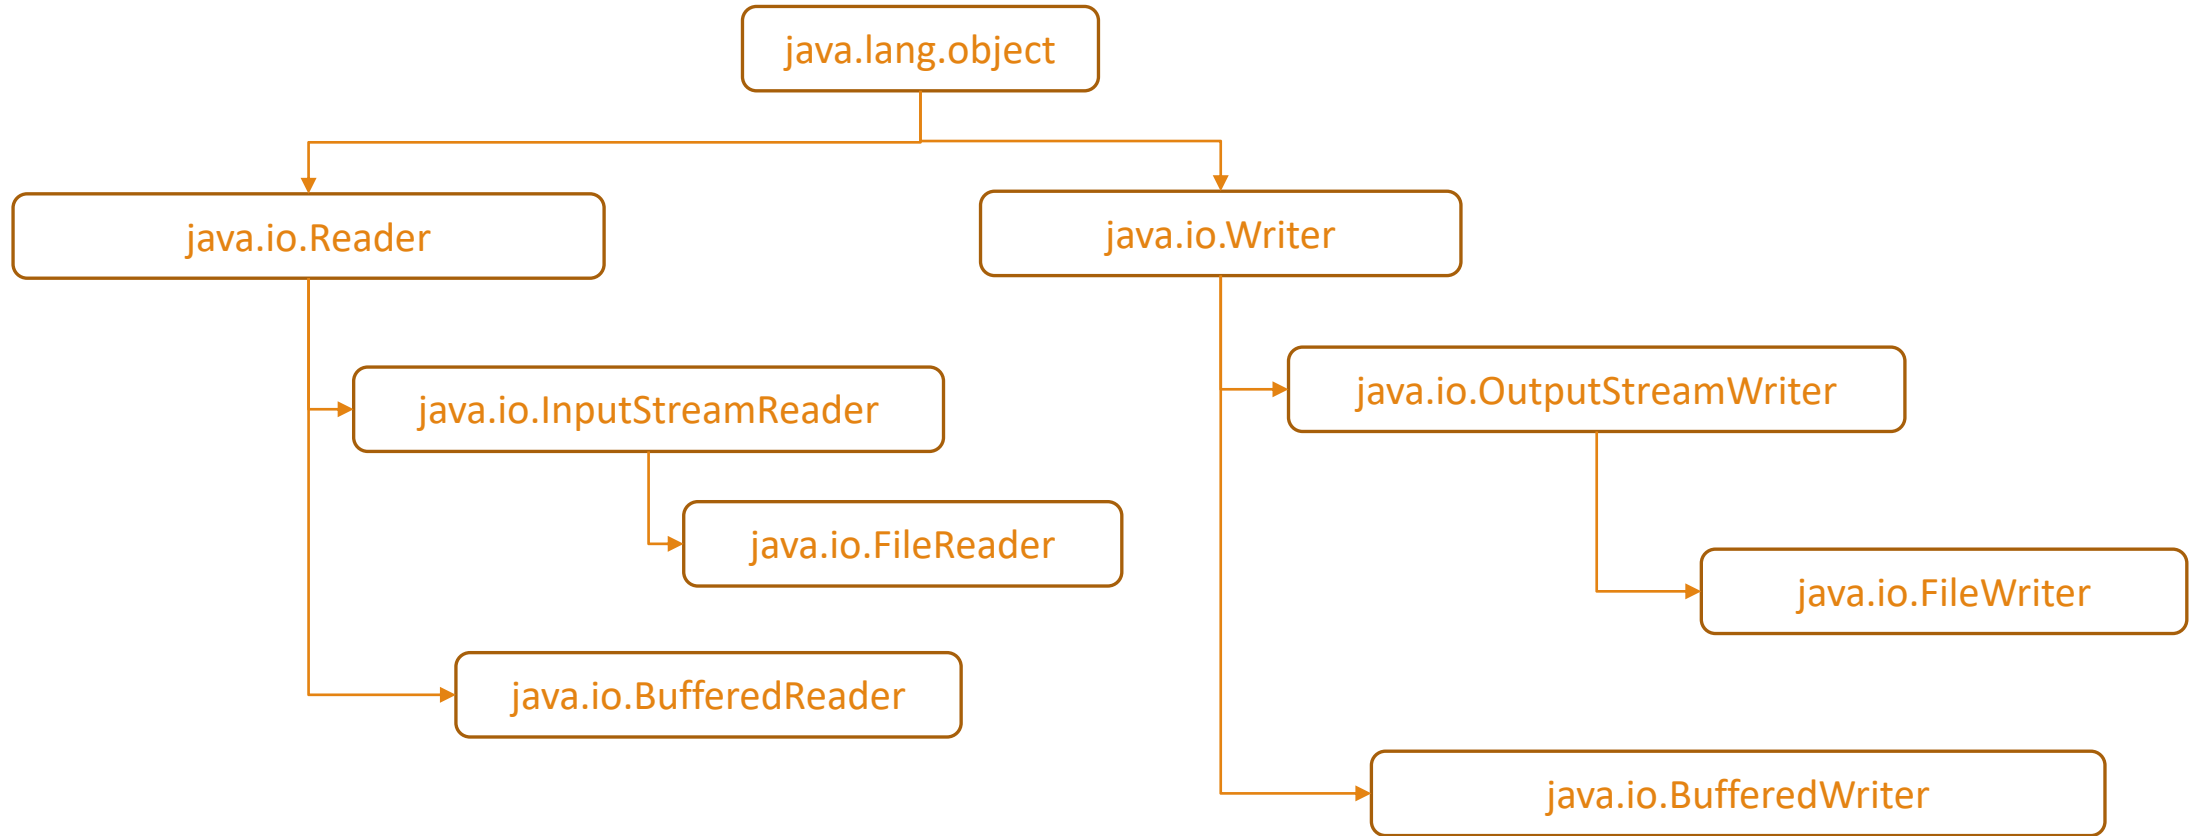 java.lang.object
java.io.Reader
java.io.Writer
java.io.InputStreamReader
java.io.OutputStreamWriter
java.io.FileReader
java.io.FileWriter
java.io.BufferedReader
java.io.BufferedWriter